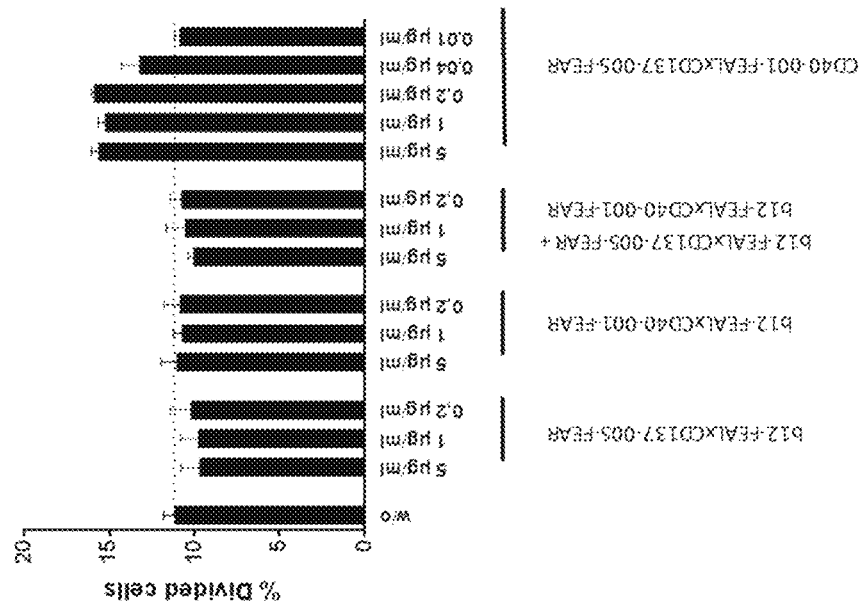 % Divided cells
0
5
10
15
20
w/o
5 µg/ml
1 µg/ml
0,2 µg/ml
b12-FEALxCD137-005-FEAR
5 µg/ml
1 µg/ml
0,2 µg/ml
b12-FEALxCD40-001-FEAR
5 µg/ml
1 µg/ml
0,2 µg/ml
b12-FEALxCD137-005-FEAR +
b12-FEALxCD40-001-FEAR
5 µg/ml
1 µg/ml
0,2 µg/ml
0,04 µg/ml
0,01 µg/ml
CD40-001-FEALxCD137-005-FEAR